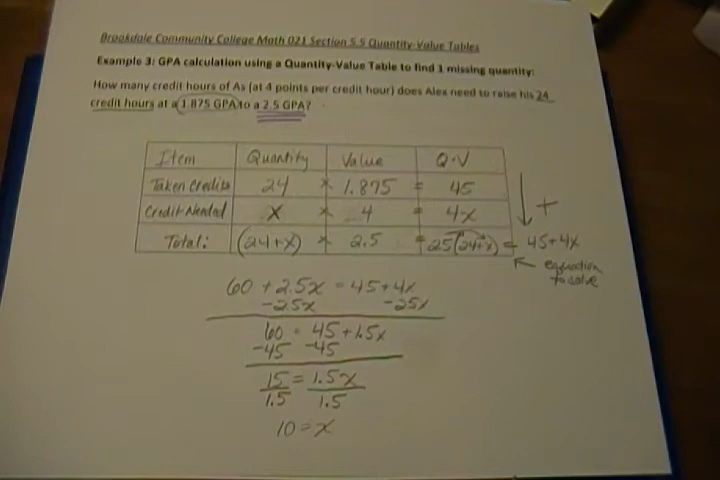 Brookdale Community College Math 021 Section 5.5 Quantity-Value Tables
Example 3: GPA calculation using a Quantity-Value Table to find 1 missing quantity:
How many credit hours of As (at 4 points per credit hour) does Alex need to raise his 24
credit hours at a 1.875 GPA to a 2.5 GPA?
Item Quantity Value Q·V
Taken Credits 24 × 1.875 = 45
Credit Needed x × 4 = 4x
+
Total: (24+x) × 2.5 = 2.5(24+x) = 45+4x
equation
to solve
60 + 2.5x = 45+4x
-2.5x -2.5x
60 = 45 + 1.5x
-45 -45
15 = 1.5x
1.5 1.5
10 = x